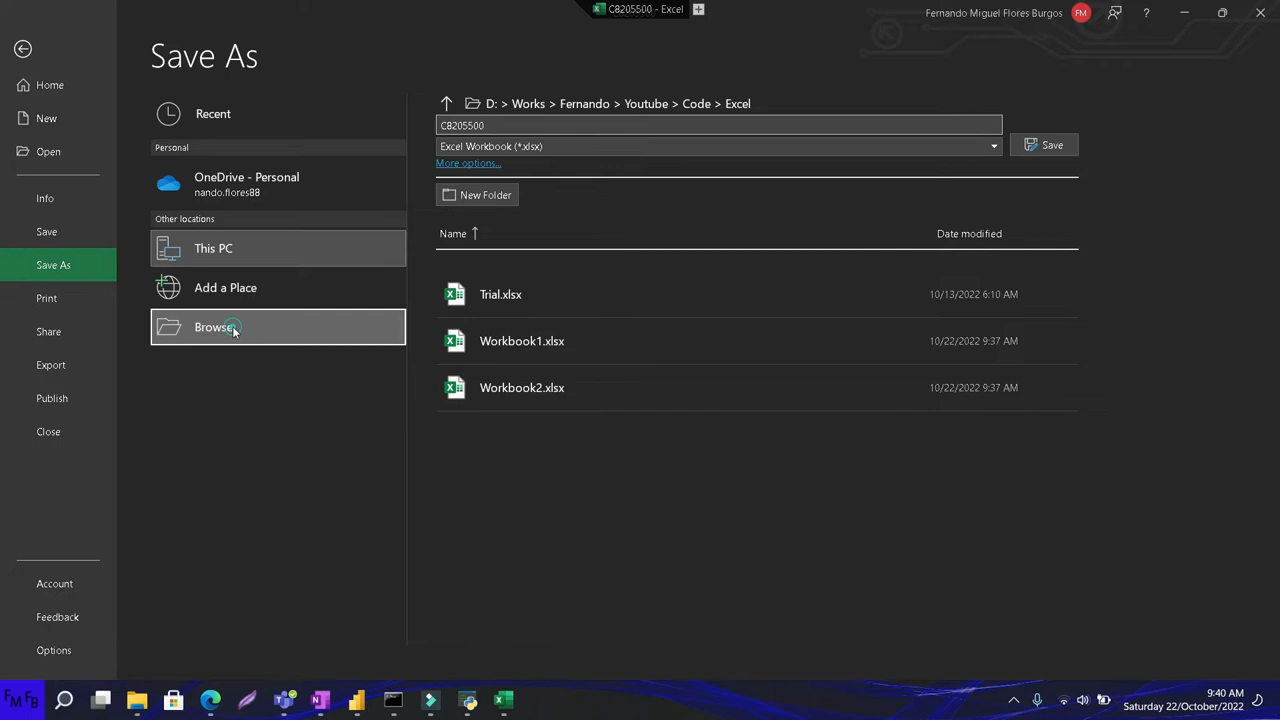 C8205500 - Excel
Fernando Miguel Flores Burgos
FM
?
Save As
Home
New
Open
Info
Save
Save As
Print
Share
Export
Publish
Close
Account
Feedback
Options
Recent
Personal
OneDrive - Personal
nando.flores88
Other locations
This PC
Add a Place
Browse
D: > Works > Fernando > Youtube > Code > Excel
C8205500
Excel Workbook (*.xlsx)
Save
More options...
New Folder
Name
Date modified
Trial.xlsx
10/13/2022 6:10 AM
Workbook1.xlsx
10/22/2022 9:37 AM
Workbook2.xlsx
10/22/2022 9:37 AM
FM FB
9:40 AM
Saturday 22/October/2022